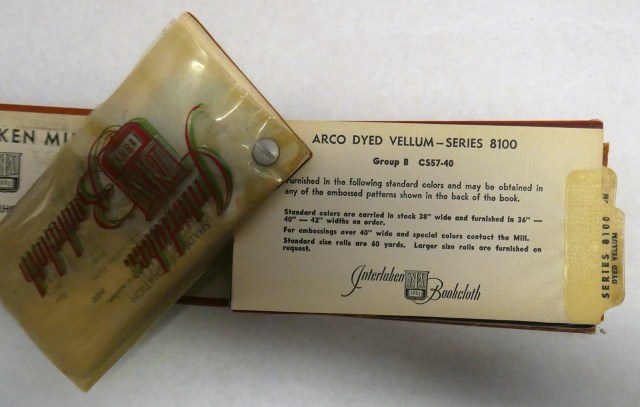 KEN MI
ARCO DYED VELLUM—SERIES 8100
Group B CS57-40
urnished in the following standard colors and may be obtained in
any of the embossed patterns shown in the back of the book.
Standard colors are carried in stock 38" wide and furnished in 36" —
40" — 42" widths on order.
For embossings over 40" wide and special colors contact the Mill.
Standard size rolls are 60 yards. Larger size rolls are furnished on
request.
Interlaken
Bookcloth
SERIES 8100
DYED VELLUM